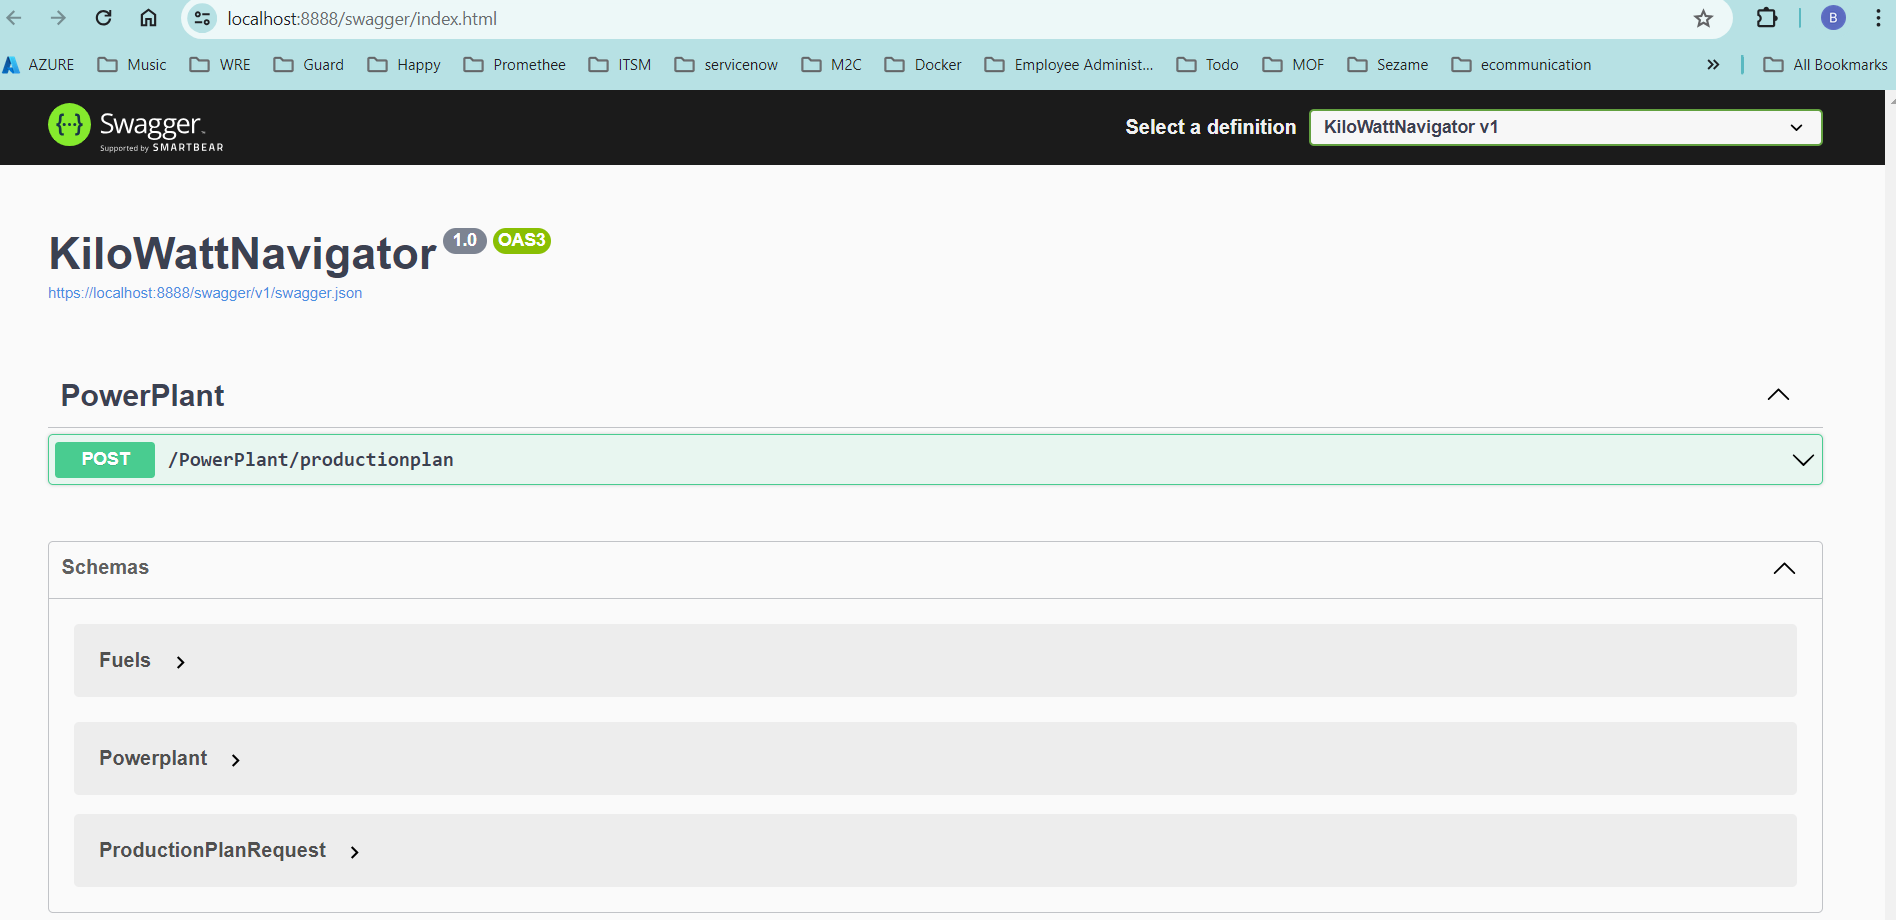 localhost:8888/swagger/index.html
B
AZURE Music WRE Guard Happy Promethee ITSM servicenow M2C Docker Employee Administ... Todo MOF Sezame ecommunication » All Bookmarks
{···} Swagger™ Select a definition KiloWattNavigator v1
Supported by SMARTBEAR
KiloWattNavigator 1.0 OAS3
https://localhost:8888/swagger/v1/swagger.json
PowerPlant
POST /PowerPlant/productionplan
Schemas
Fuels
Powerplant
ProductionPlanRequest